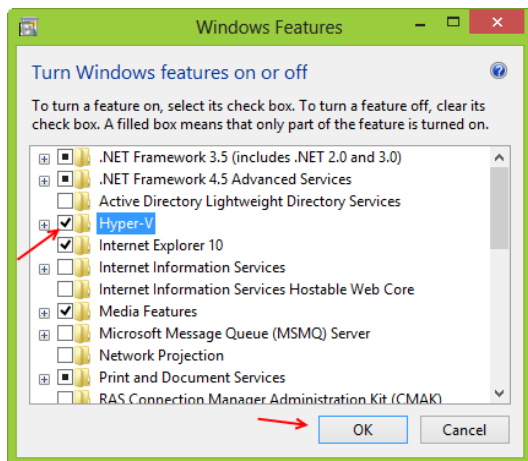 Windows Features
Turn Windows features on or off
To turn a feature on, select its check box. To turn a feature off, clear its
check box. A filled box means that only part of the feature is turned on.
.NET Framework 3.5 (includes .NET 2.0 and 3.0)
.NET Framework 4.5 Advanced Services
Active Directory Lightweight Directory Services
Hyper-V
Internet Explorer 10
Internet Information Services
Internet Information Services Hostable Web Core
Media Features
Microsoft Message Queue (MSMQ) Server
Network Projection
Print and Document Services
RAS Connection Manager Administration Kit (CMAK)
OK Cancel